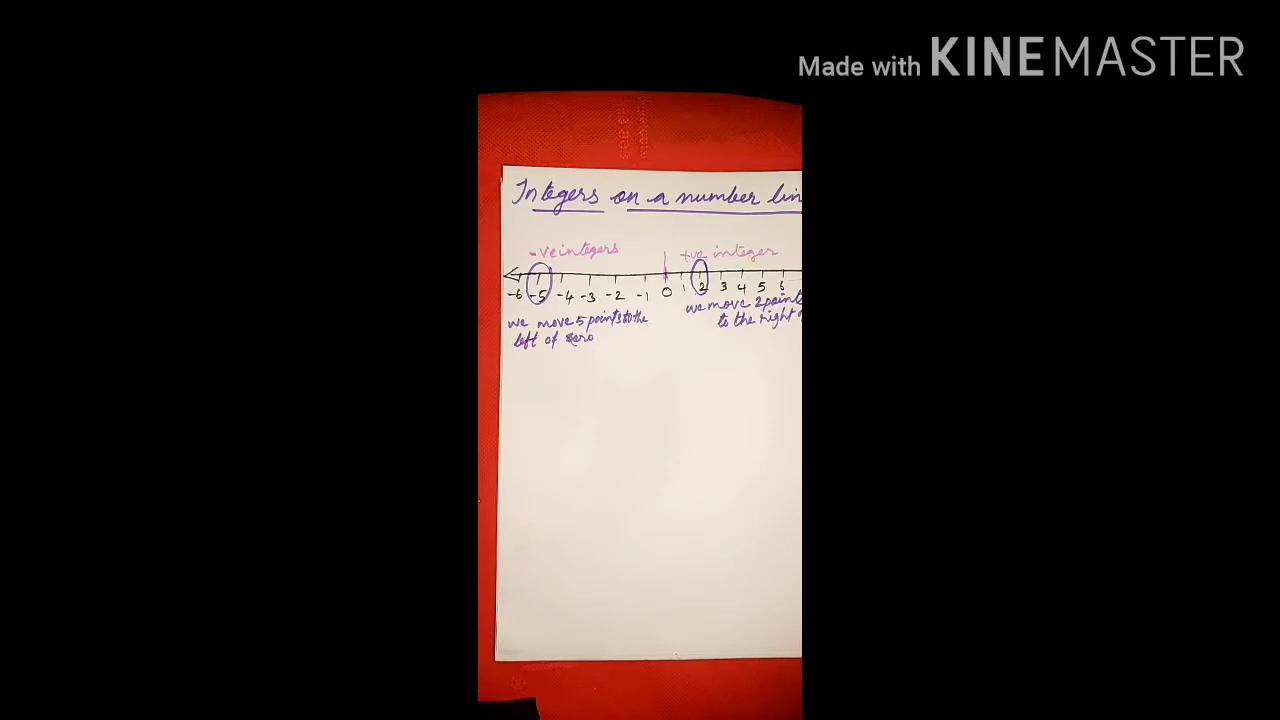 Made with KINEMASTER
Integers on a number lin
-ve integers +ve integer
-6 -5 -4 -3 -2 -1 0 1 2 3 4 5 6
we move 5 points to the
left of zero
we move 2 points
to the right o